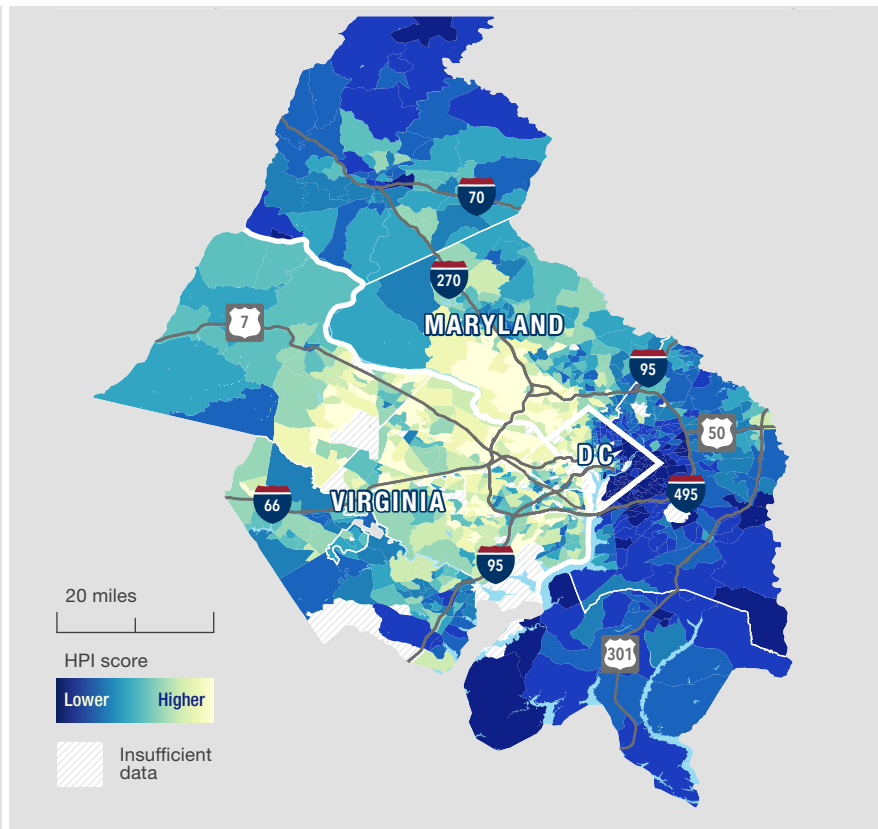 70
270
MARYLAND
7
95
50
DC
495
VIRGINIA
66
95
20 miles
301
HPI score
Lower
Higher
Insufficient
data